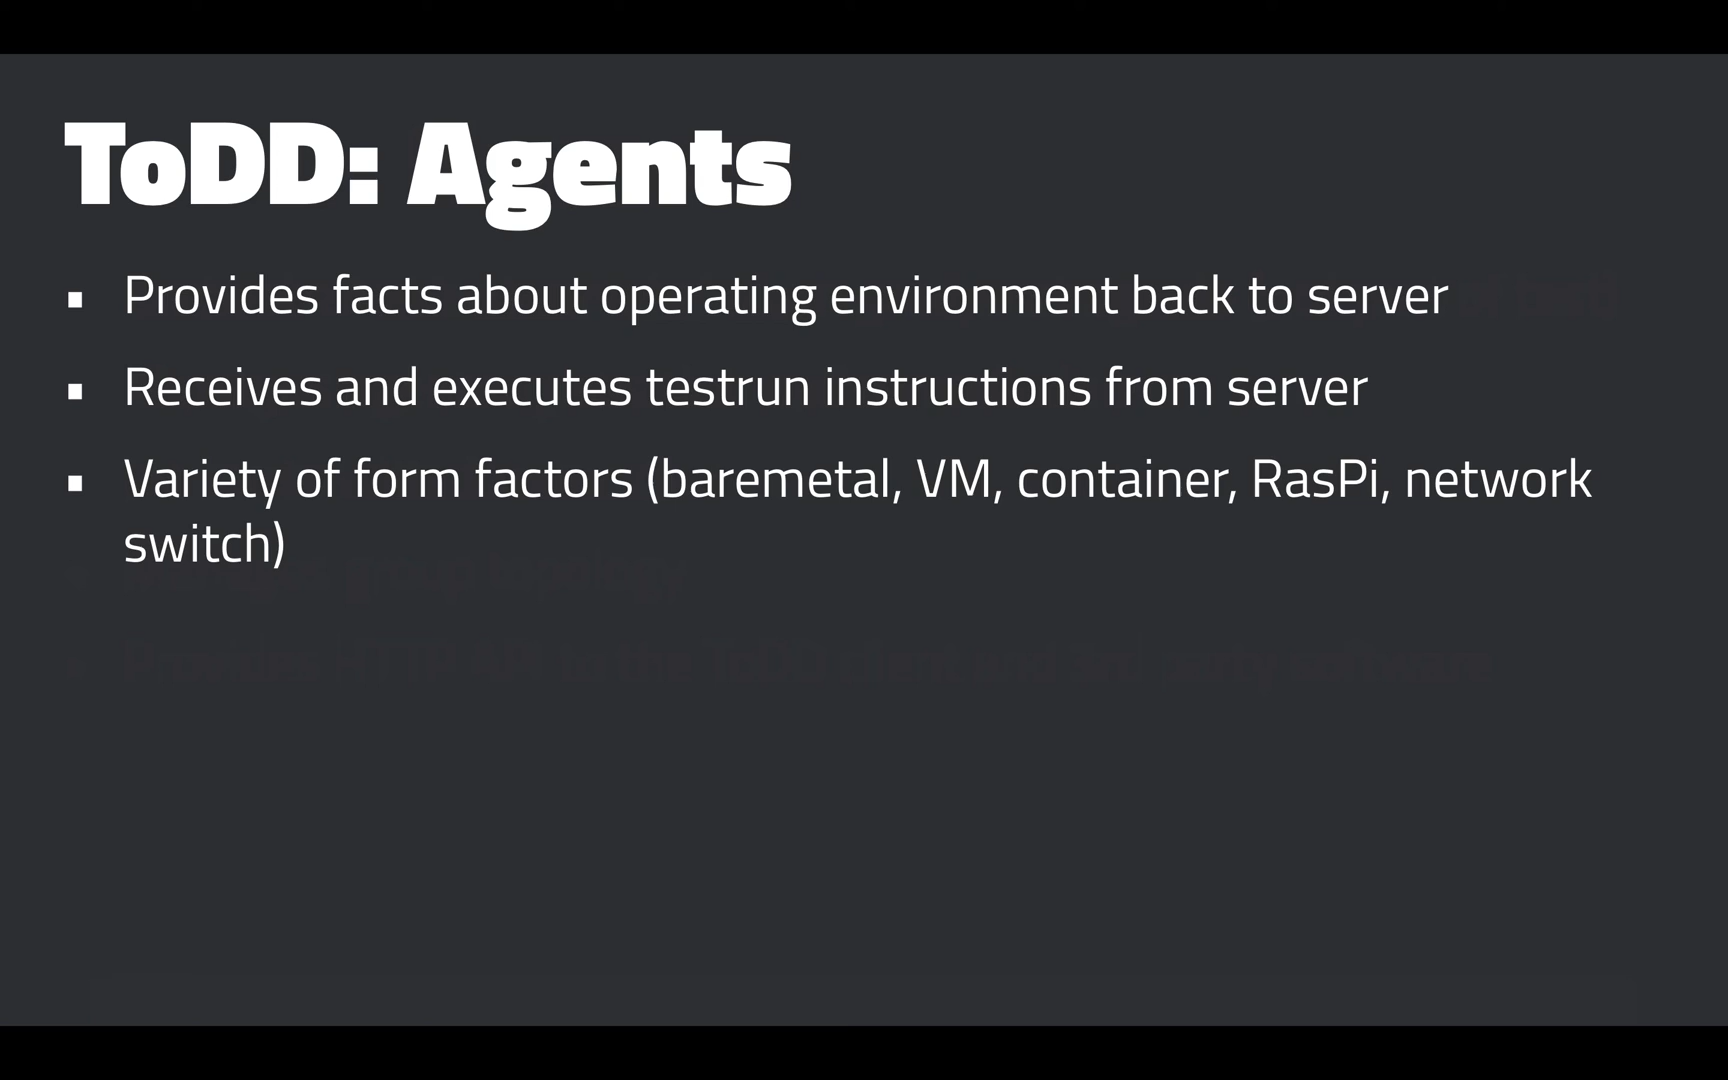 ToDD: Agents
▪ Provides facts about operating environment back to server
▪ Receives and executes testrun instructions from server
▪ Variety of form factors (baremetal, VM, container, RasPi, network
switch)